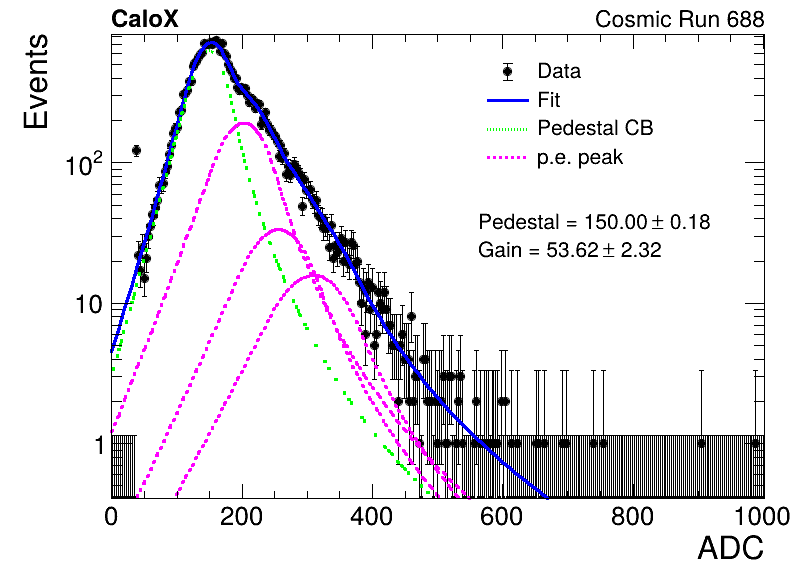 CaloX Cosmic Run 688
Events
Data
Fit
Pedestal CB
p.e. peak
Pedestal = 150.00 ± 0.18
Gain = 53.62 ± 2.32
10²
10
1
0 200 400 600 800 1000
ADC